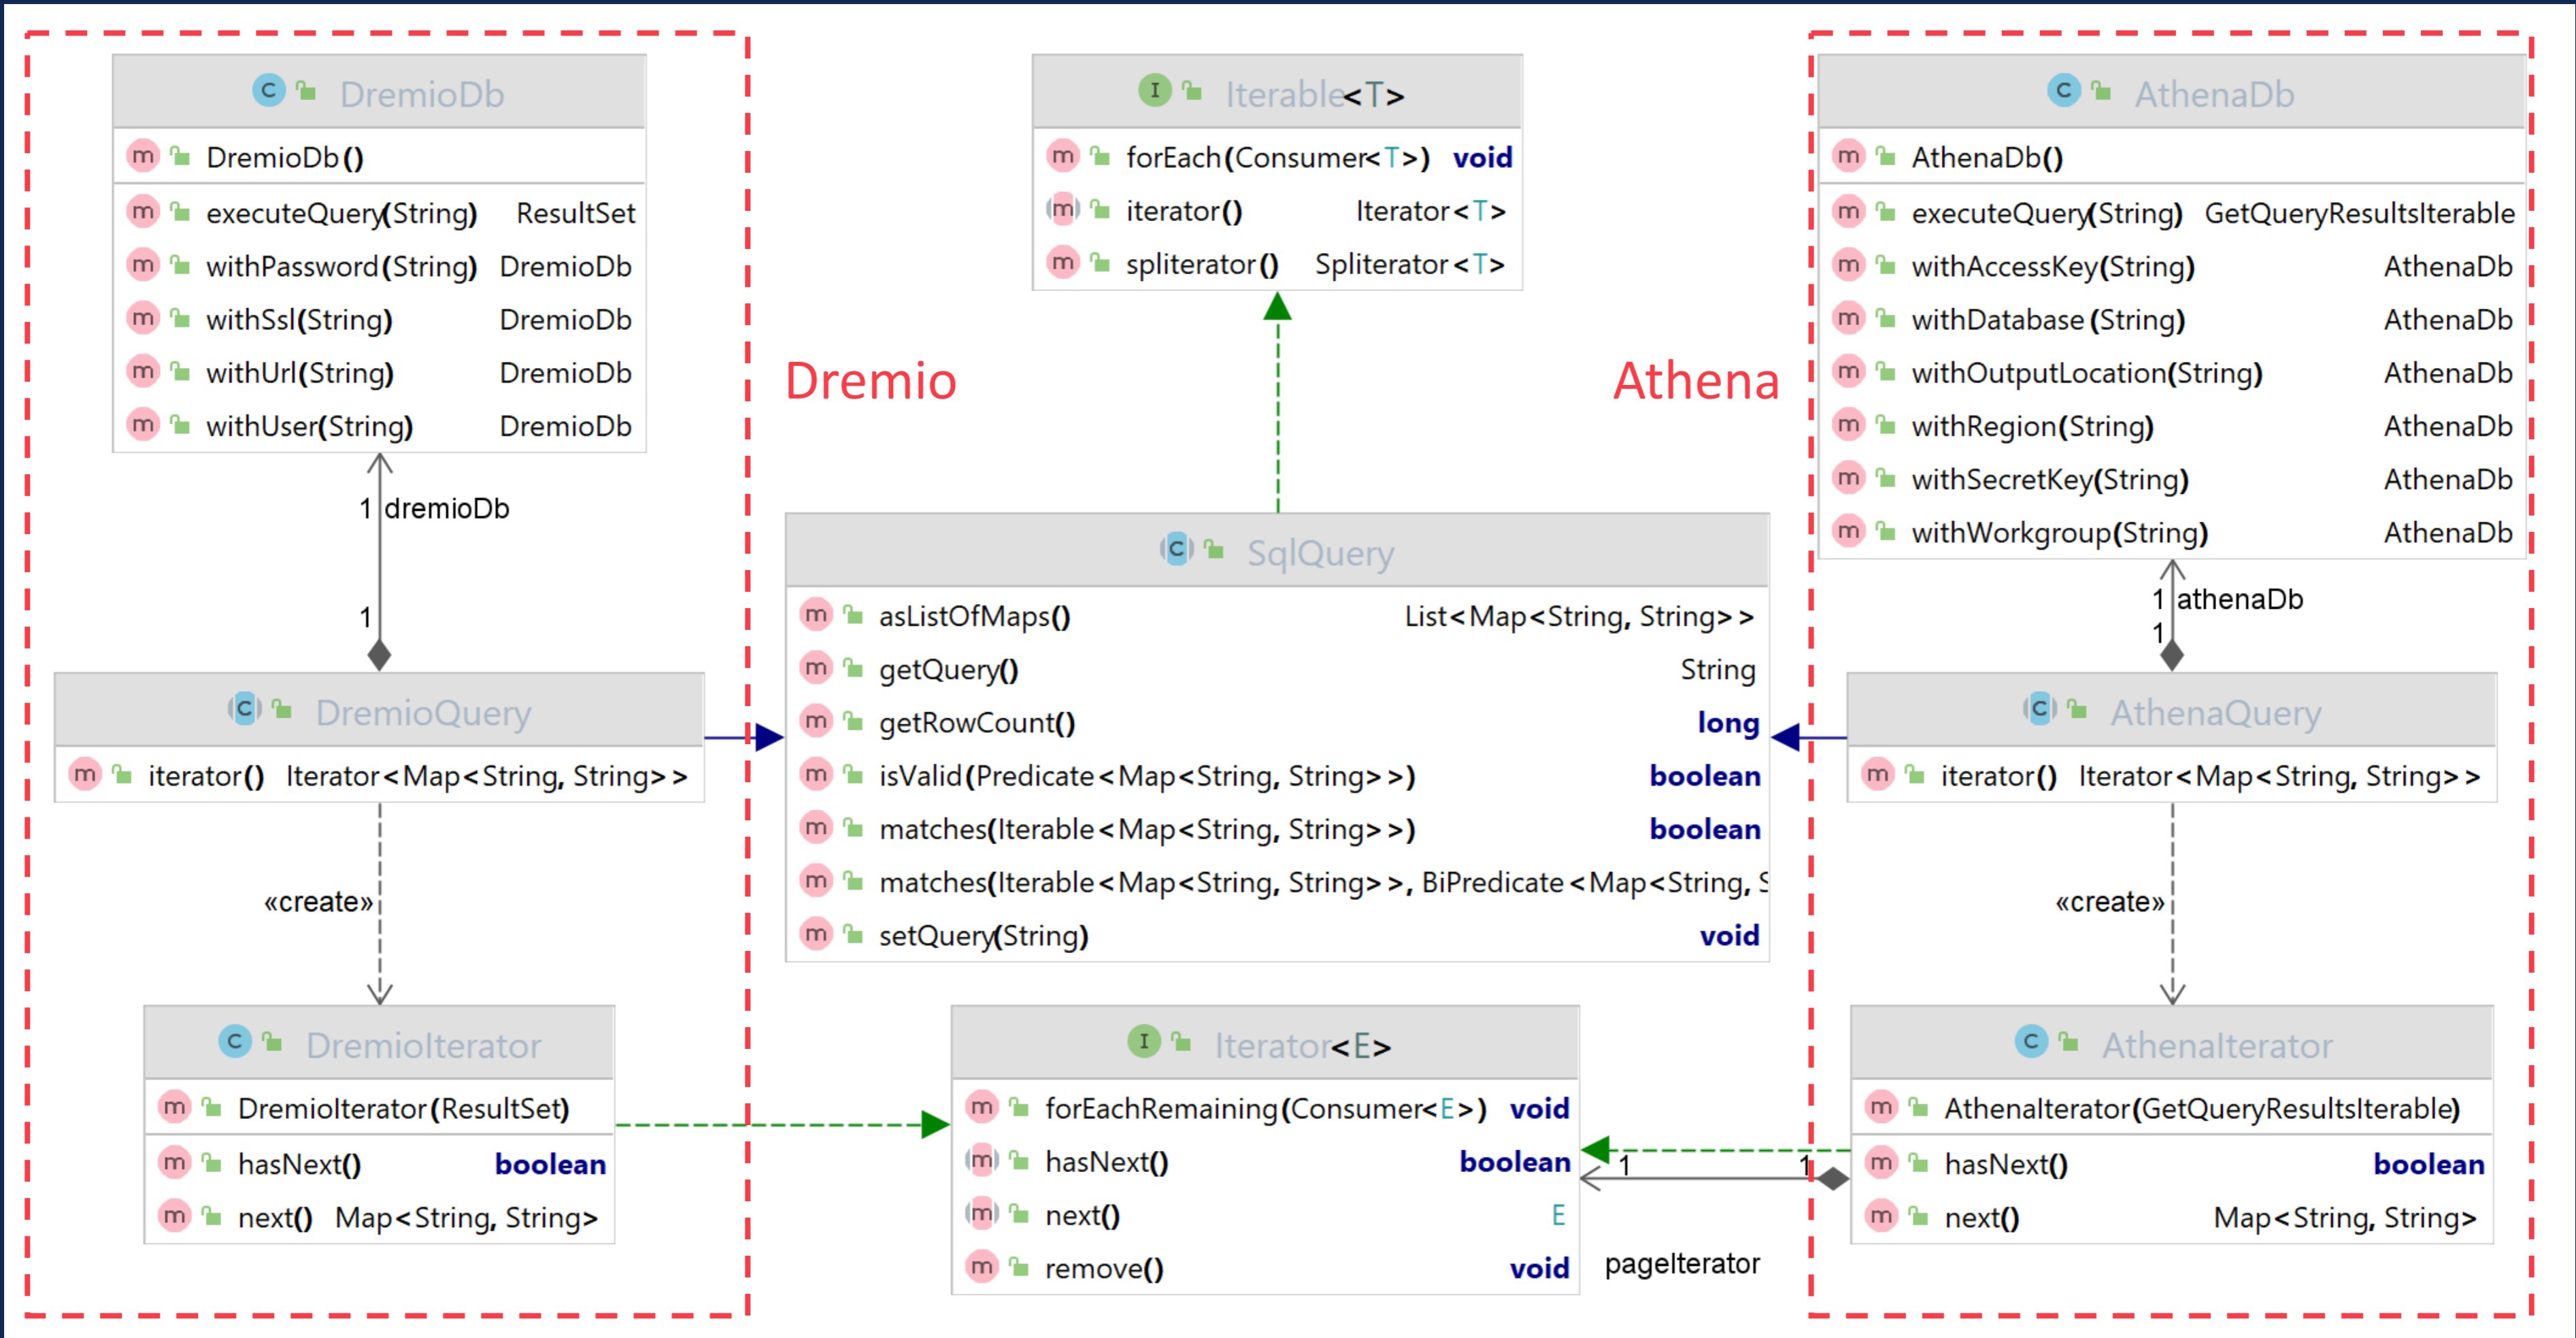 DremioDb
DremioDb()
executeQuery(String) ResultSet
withPassword(String) DremioDb
withSsl(String) DremioDb
withUrl(String) DremioDb
withUser(String) DremioDb
1 dremioDb
1
DremioQuery
iterator() Iterator<Map<String, String>>
«create»
DremioIterator
DremioIterator(ResultSet)
hasNext() boolean
next() Map<String, String>
Dremio
Iterable<T>
forEach(Consumer<T>) void
iterator() Iterator<T>
spliterator() Spliterator<T>
SqlQuery
asListOfMaps() List<Map<String, String>>
getQuery() String
getRowCount() long
isValid(Predicate<Map<String, String>>) boolean
matches(Iterable<Map<String, String>>) boolean
matches(Iterable<Map<String, String>>, BiPredicate<Map<String, S
setQuery(String) void
Iterator<E>
forEachRemaining(Consumer<E>) void
hasNext() boolean
next() E
remove() void
Athena
AthenaDb
AthenaDb()
executeQuery(String) GetQueryResultsIterable
withAccessKey(String) AthenaDb
withDatabase(String) AthenaDb
withOutputLocation(String) AthenaDb
withRegion(String) AthenaDb
withSecretKey(String) AthenaDb
withWorkgroup(String) AthenaDb
1 athenaDb
1
AthenaQuery
iterator() Iterator<Map<String, String>>
«create»
AthenaIterator
AthenaIterator(GetQueryResultsIterable)
hasNext() boolean
next() Map<String, String>
1 1
pageIterator